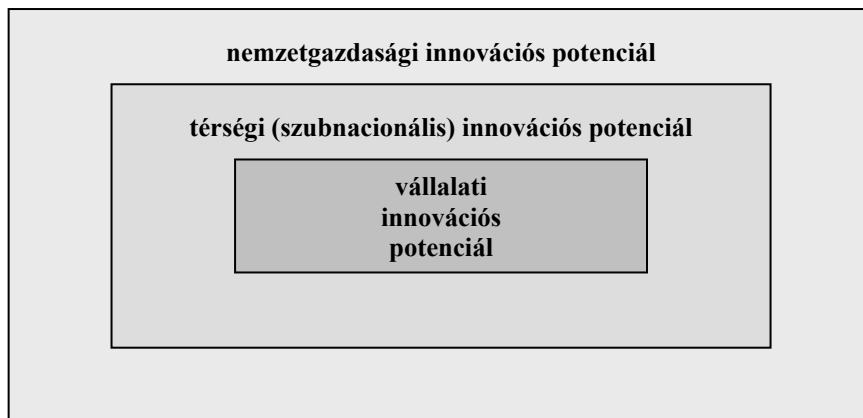 nemzetgazdasági innovációs potenciál
térségi (szubnacionális) innovációs potenciál
vállalati
innovációs
potenciál